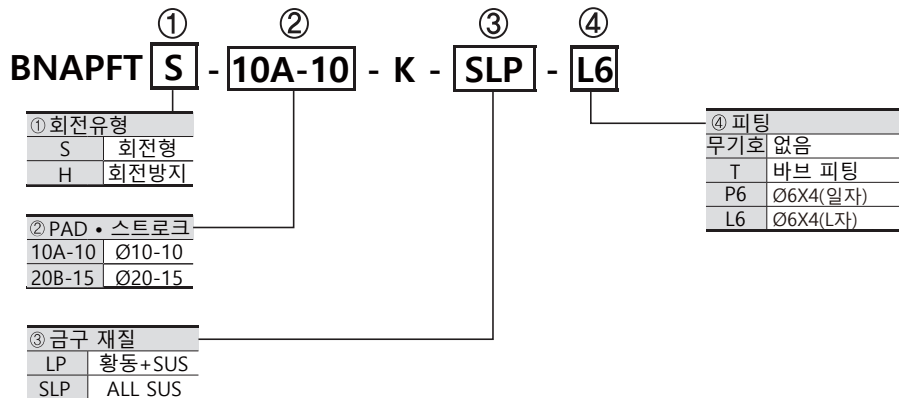 ① ② ③ ④
BNAPFT S - 10A-10 - K - SLP - L6
① 회전유형
S 회전형
H 회전방지
② PAD • 스트로크
10A-10 Ø10-10
20B-15 Ø20-15
③ 금구 재질
LP 황동+SUS
SLP ALL SUS
④ 피팅
무기호 없음
T 바브 피팅
P6 Ø6X4(일자)
L6 Ø6X4(L자)